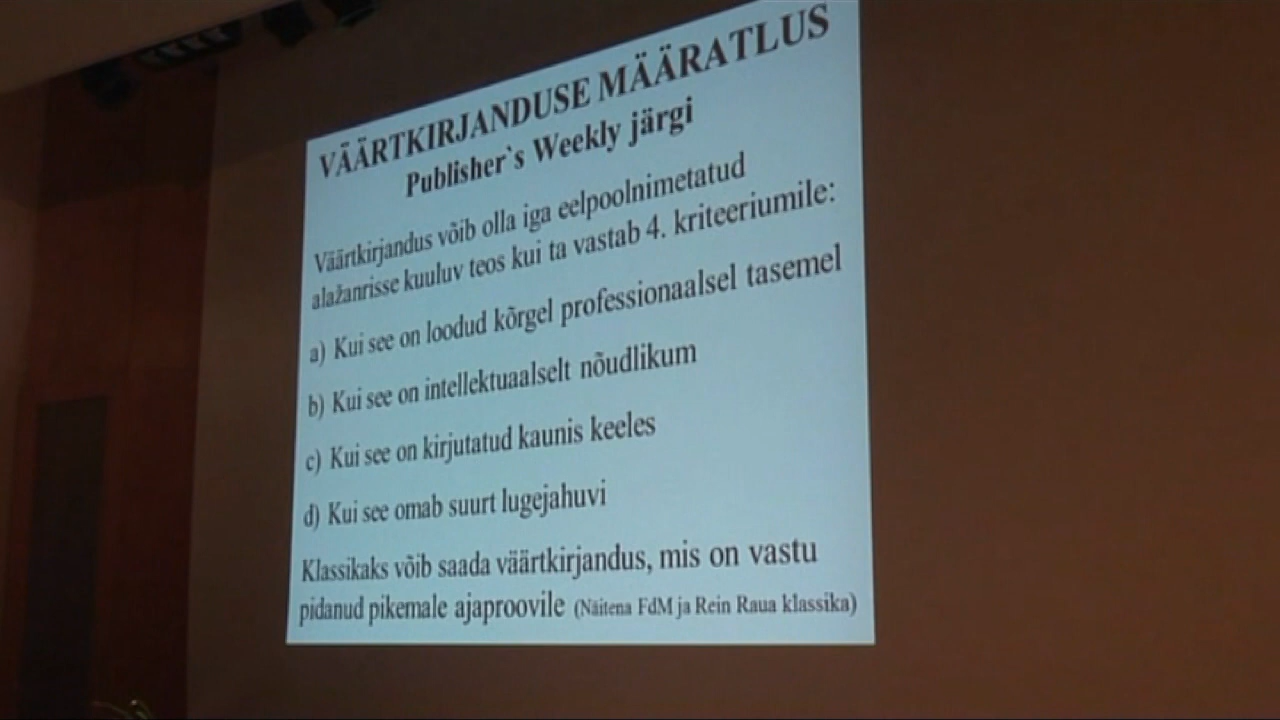 VÄÄRTKIRJANDUSE MÄÄRATLUS
Publisher`s Weekly järgi
Väärtkirjandus võib olla iga eelpoolnimetatud
alažanrisse kuuluv teos kui ta vastab 4. kriteeriumile:
a) Kui see on loodud kõrgel professionaalsel tasemel
b) Kui see on intellektuaalselt nõudlikum
c) Kui see on kirjutatud kaunis keeles
d) Kui see omab suurt lugejahuvi
Klassikaks võib saada väärtkirjandus, mis on vastu
pidanud pikemale ajaproovile (Näitena FdM ja Rein Raua klassika)